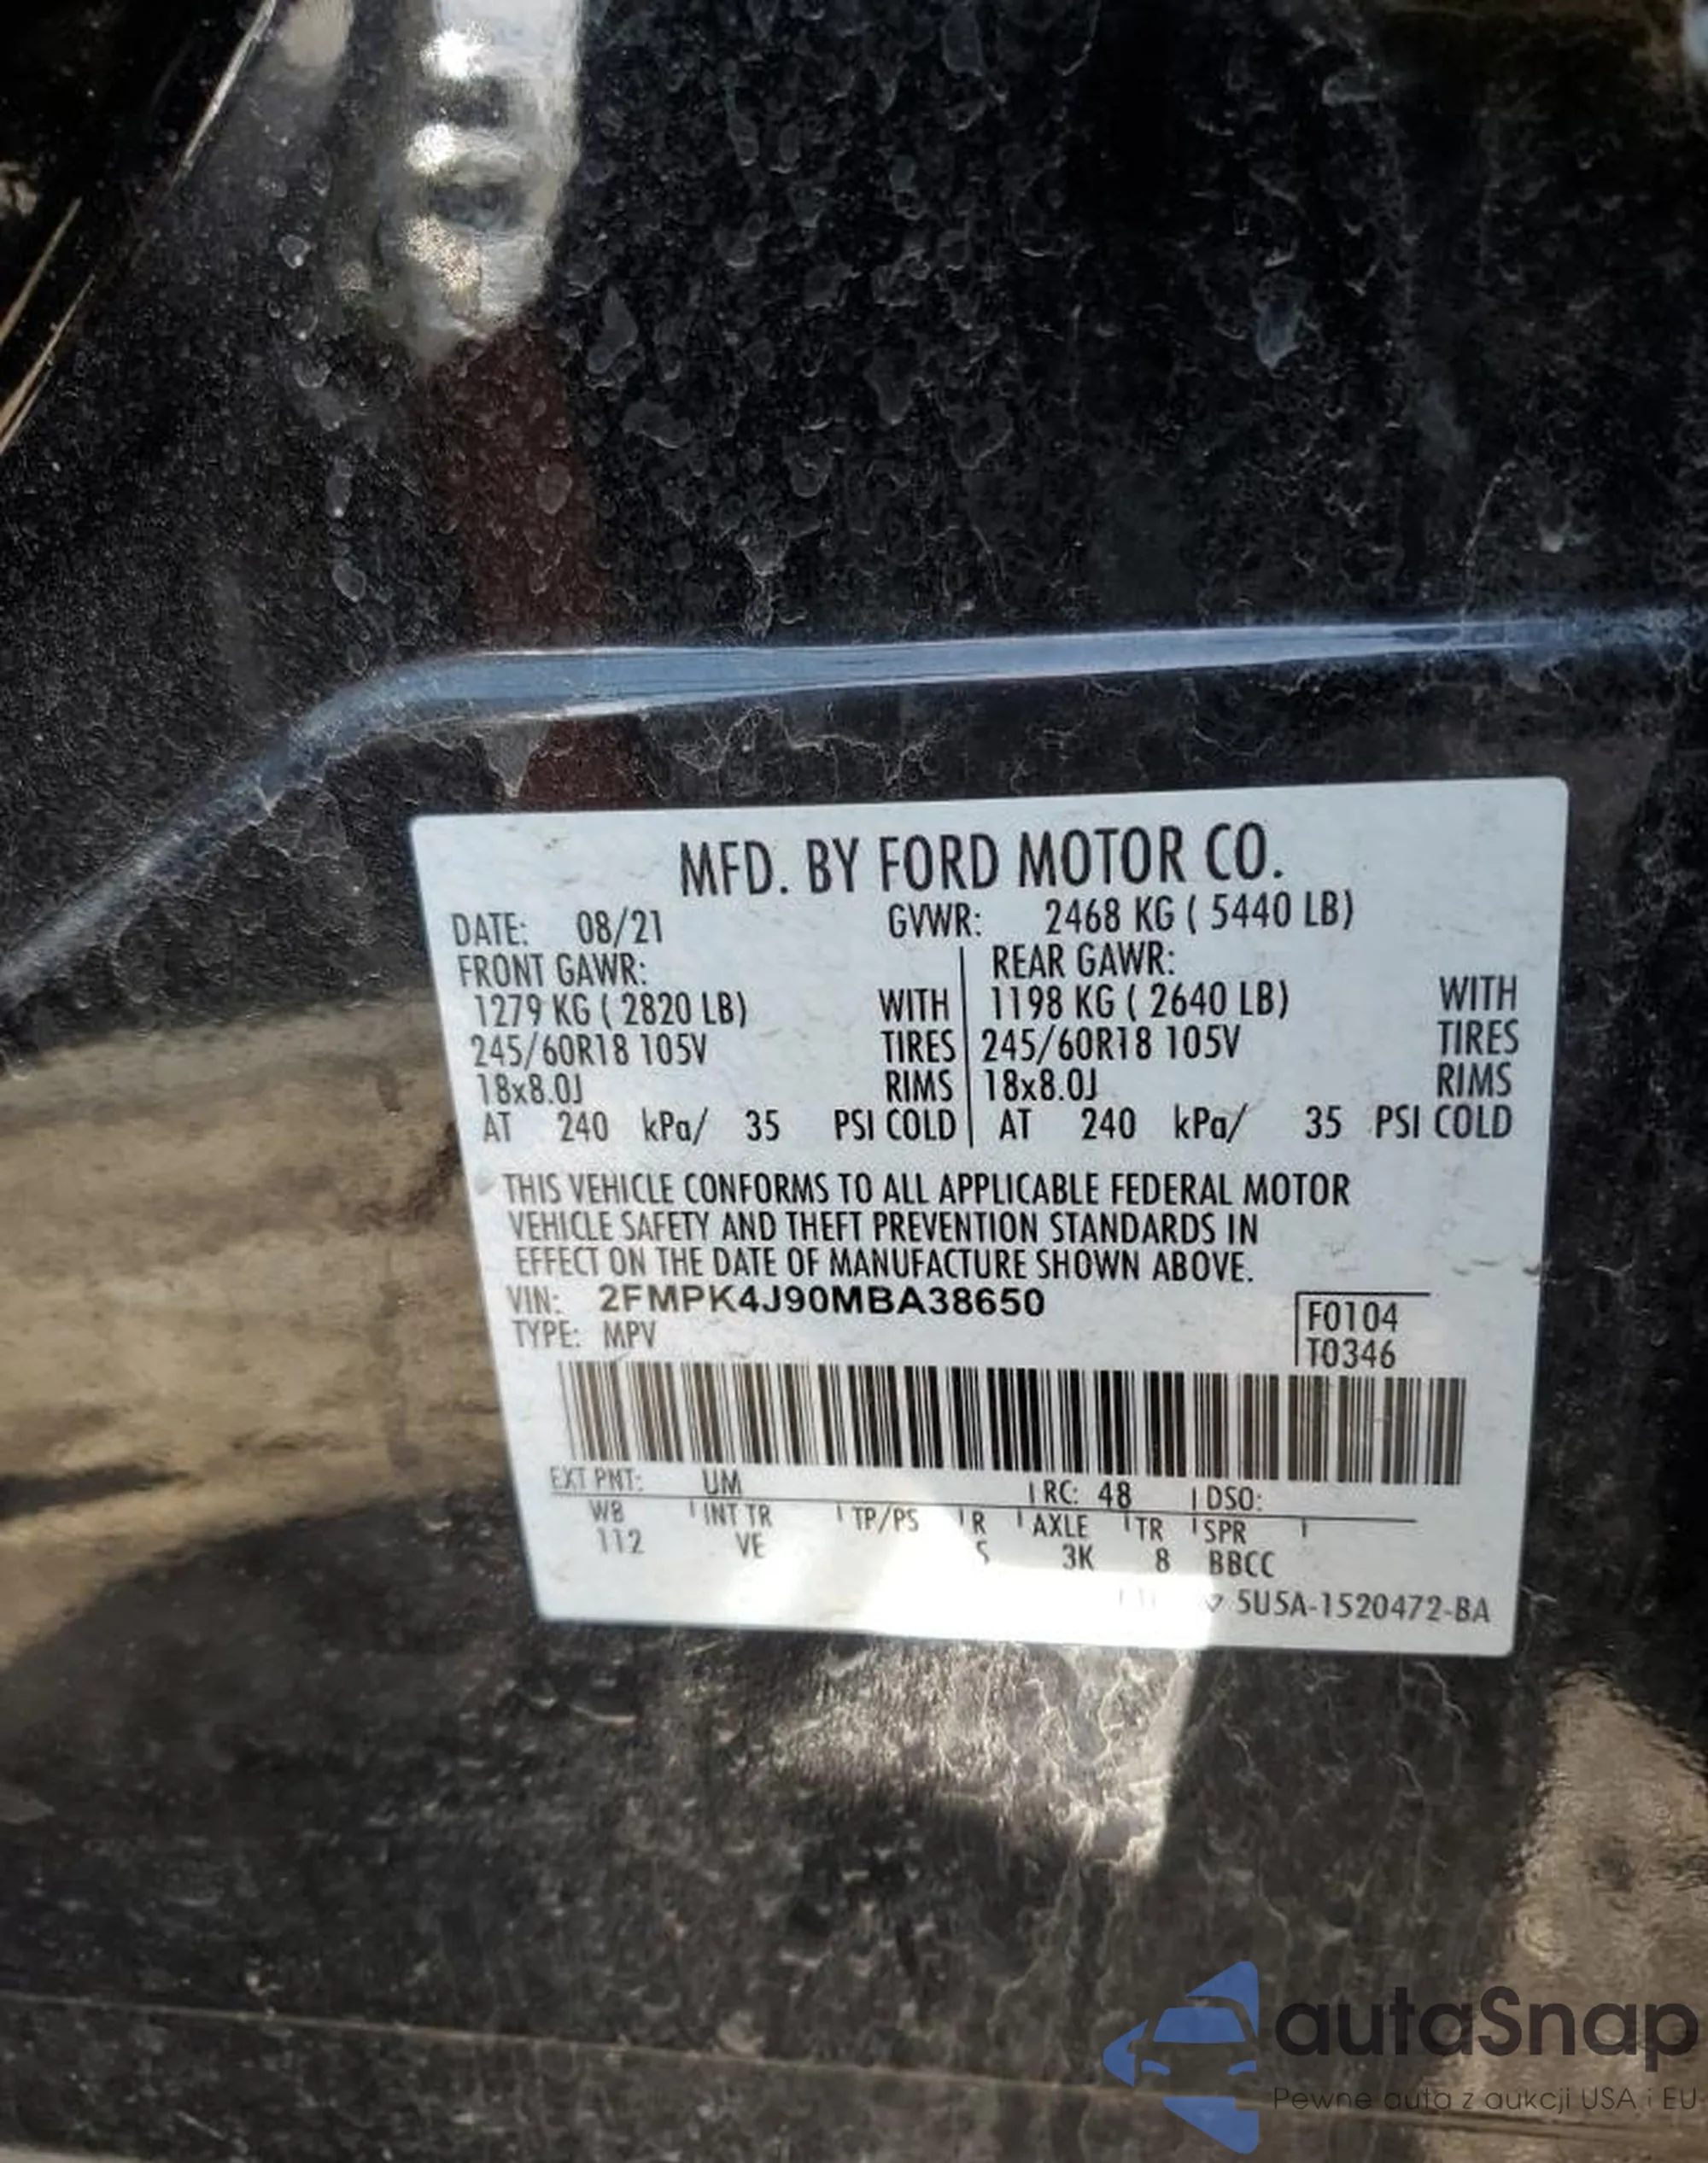 MFD. BY FORD MOTOR CO.
DATE: 08/21 GVWR: 2468 KG ( 5440 LB)
FRONT GAWR: REAR GAWR:
1279 KG ( 2820 LB) WITH 1198 KG ( 2640 LB) WITH
245/60R18 105V TIRES 245/60R18 105V TIRES
18x8.0J RIMS 18x8.0J RIMS
AT 240 kPa/ 35 PSI COLD AT 240 kPa/ 35 PSI COLD
THIS VEHICLE CONFORMS TO ALL APPLICABLE FEDERAL MOTOR
VEHICLE SAFETY AND THEFT PREVENTION STANDARDS IN
EFFECT ON THE DATE OF MANUFACTURE SHOWN ABOVE.
VIN: 2FMPK4J90MBA38650
TYPE: MPV
F0104
T0346
EXT PNT: UM RC: 48 DSO:
WB INT TR TP/PS R AXLE TR SPR
112 VE 3K 8 BBCC
5U5A-1520472-BA
autaSnap
Pewne auta z aukcji USA i EU